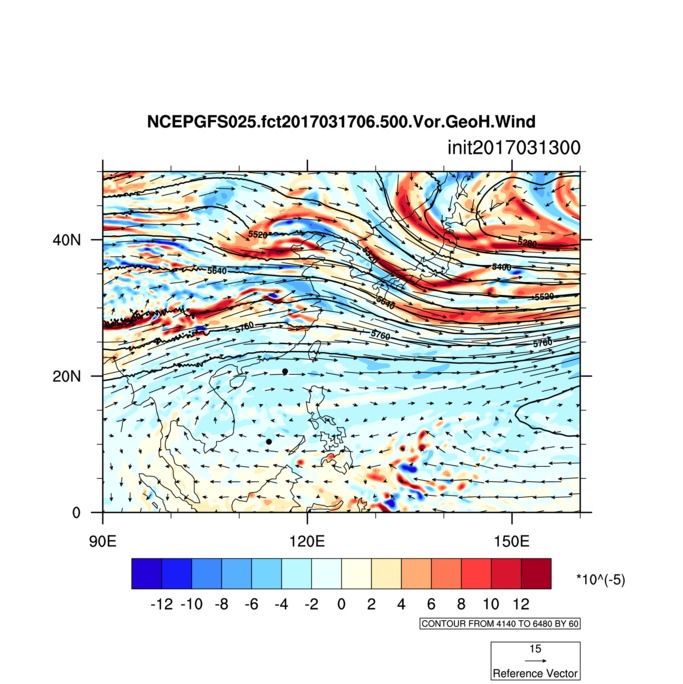 NCEPGFS025.fct2017031706.500.Vor.GeoH.Wind
init2017031300
5280
5520
40N
5400
5640
5520
5640
5760
5760
5760
20N
0
90E 120E 150E
-12 -10 -8 -6 -4 -2 0 2 4 6 8 10 12
*10^(-5)
CONTOUR FROM 4140 TO 6480 BY 60
15
Reference Vector